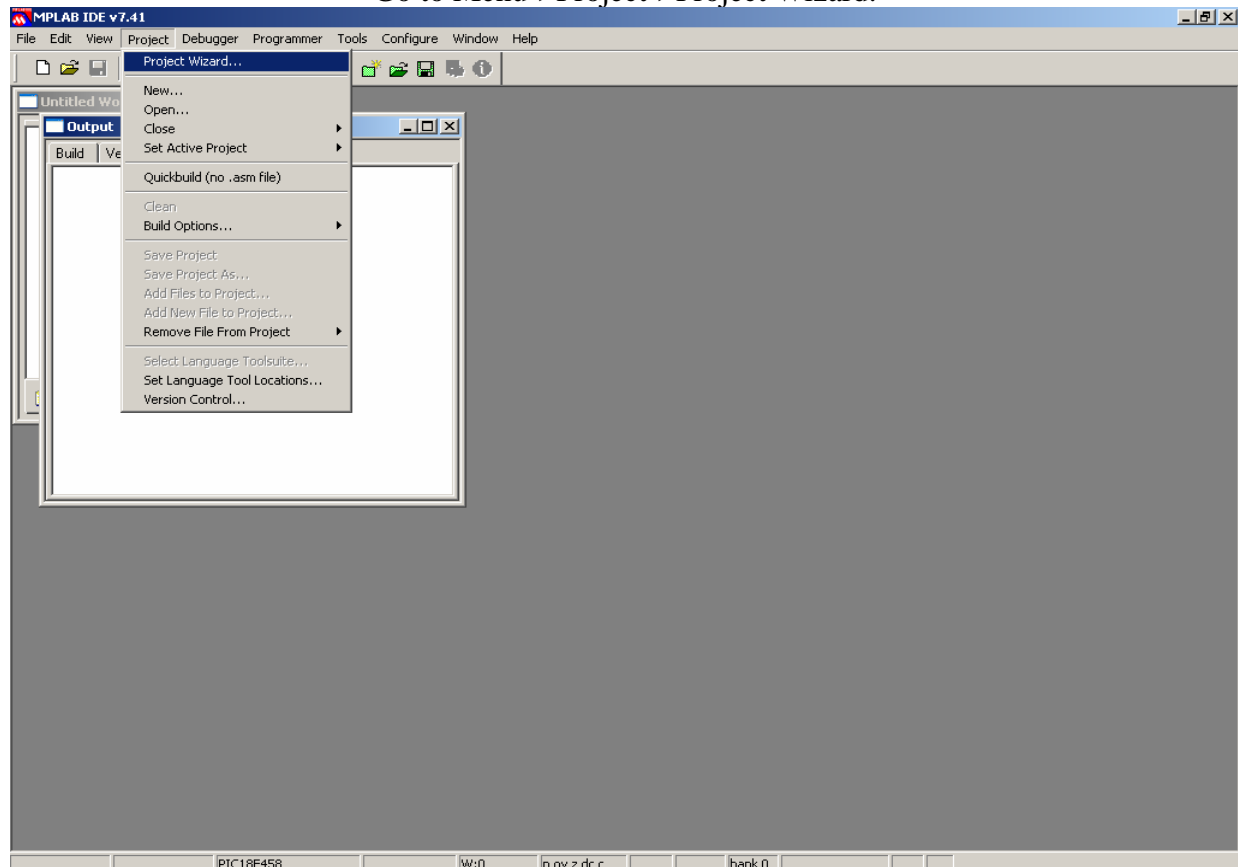 Go to Menu / Project / Project Wizard.
MPLAB IDE v7.41
File Edit View Project Debugger Programmer Tools Configure Window Help
Project Wizard...
New...
Open...
Close
Set Active Project
Quickbuild (no .asm file)
Clean
Build Options...
Save Project
Save Project As...
Add Files to Project...
Add New File to Project...
Remove File From Project
Select Language Toolsuite...
Set Language Tool Locations...
Version Control...
Untitled Wo
Output
Build Ve
PIC18F458 W:0 n ov z dc c bank 0